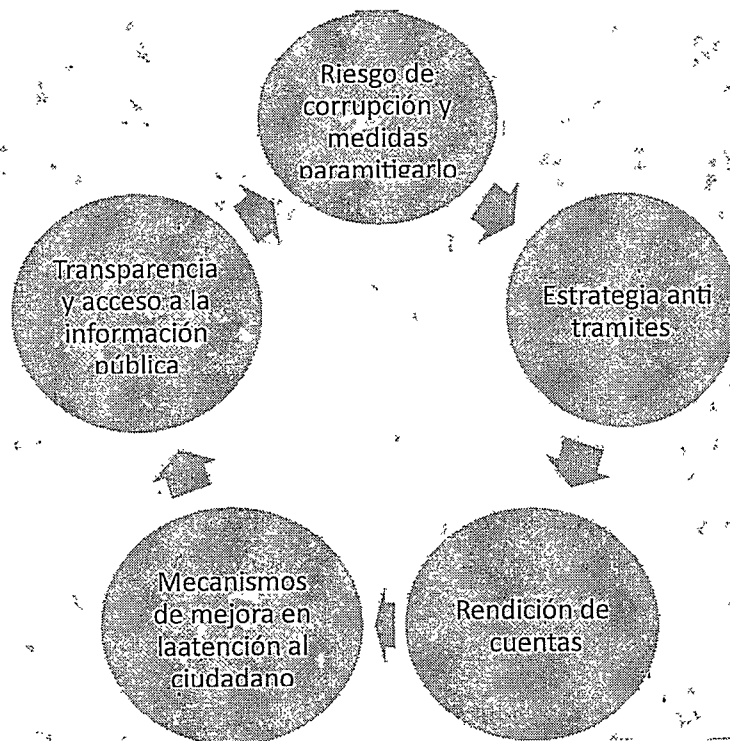 Riesgo de
corrupción y
medidas
paramitigarlo
Estrategia anti
tramites
Rendición de
cuentas
Mecanismos
de mejora en
laatención al
ciudadano
Transparencia
y acceso a la
información
pública